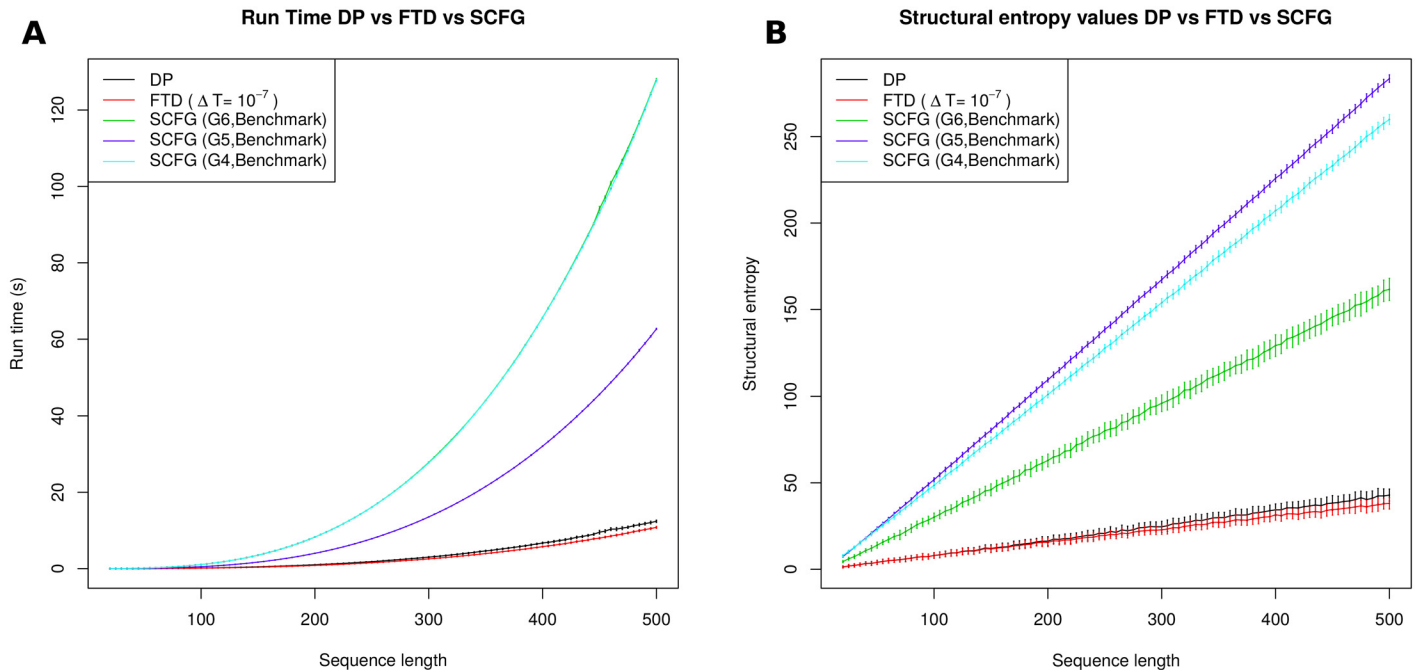 A
Run Time DP vs FTD vs SCFG
DP
FTD ( Δ T= 10⁻⁷ )
SCFG (G6,Benchmark)
SCFG (G5,Benchmark)
SCFG (G4,Benchmark)
Run time (s)
120
100
80
60
40
20
0
100 200 300 400 500
Sequence length
B
Structural entropy values DP vs FTD vs SCFG
DP
FTD ( Δ T= 10⁻⁷ )
SCFG (G6,Benchmark)
SCFG (G5,Benchmark)
SCFG (G4,Benchmark)
Structural entropy
250
200
150
100
50
0
100 200 300 400 500
Sequence length